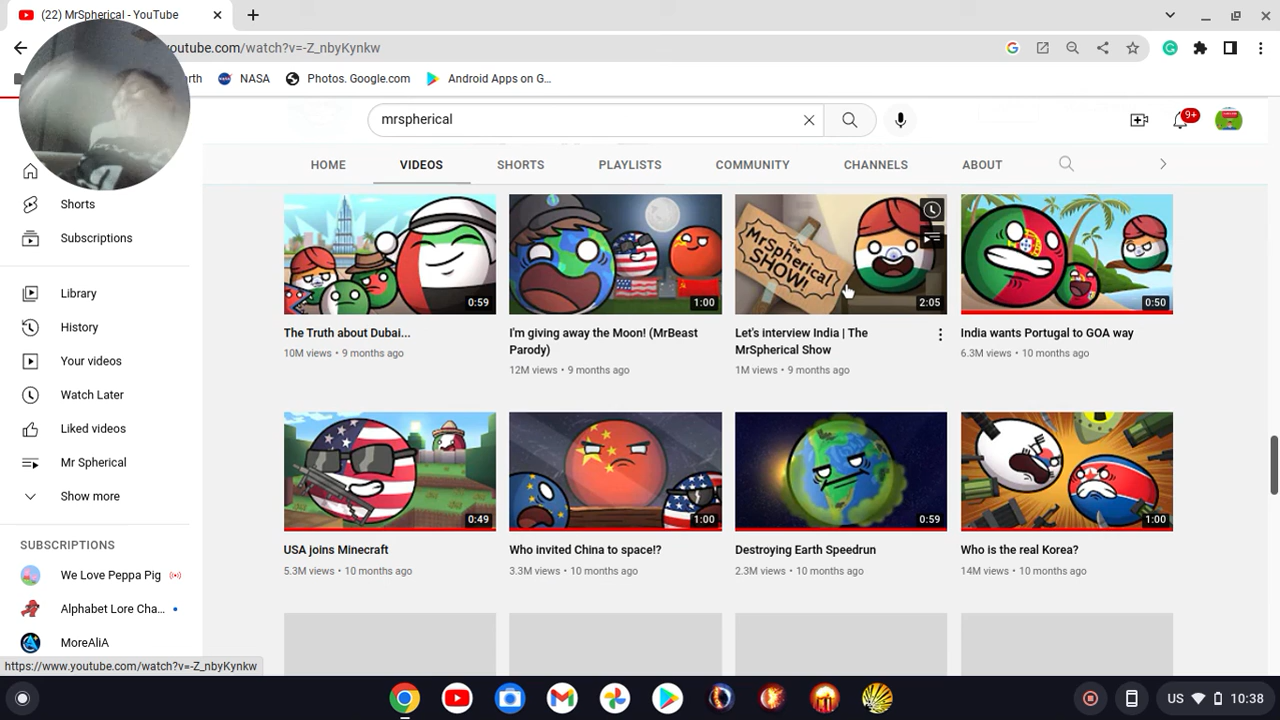 (22) MrSpherical - YouTube
outube.com/watch?v=-Z_nbyKynkw
rth NASA Photos. Google.com Android Apps on G...
mrspherical
9+
HOME VIDEOS SHORTS PLAYLISTS COMMUNITY CHANNELS ABOUT
Shorts
Subscriptions
Library
History
Your videos
Watch Later
Liked videos
Mr Spherical
Show more
SUBSCRIPTIONS
We Love Peppa Pig
Alphabet Lore Cha...
MoreAliA
The
MrSpherical
SHOW!
0:59 1:00 2:05 0:50
The Truth about Dubai...
10M views • 9 months ago
I'm giving away the Moon! (MrBeast
Parody)
12M views • 9 months ago
Let's interview India | The
MrSpherical Show
1M views • 9 months ago
India wants Portugal to GOA way
6.3M views • 10 months ago
0:49 1:00 0:59 1:00
USA joins Minecraft
5.3M views • 10 months ago
Who invited China to space!?
3.3M views • 10 months ago
Destroying Earth Speedrun
2.3M views • 10 months ago
Who is the real Korea?
14M views • 10 months ago
https://www.youtube.com/watch?v=-Z_nbyKynkw
US 10:38